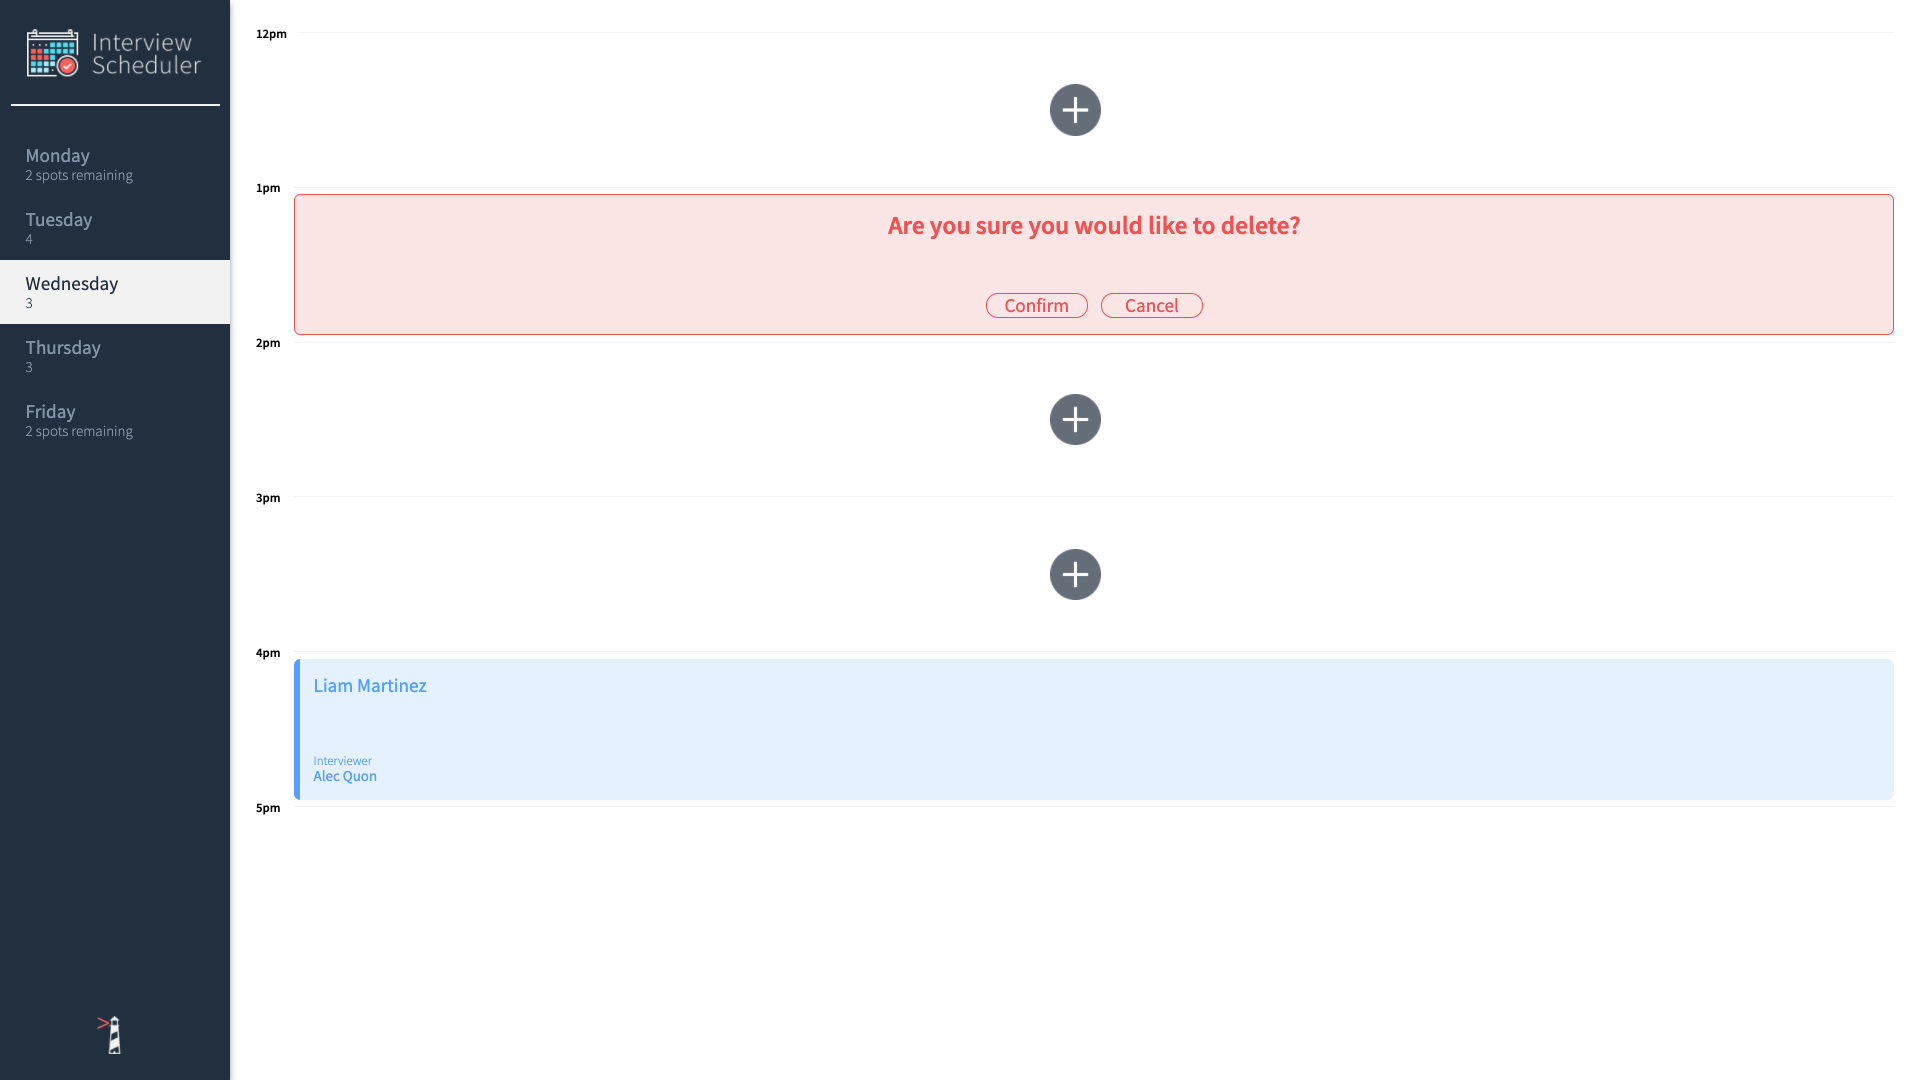 Interview
Scheduler
Monday
2 spots remaining
Tuesday
4
Wednesday
3
Thursday
3
Friday
2 spots remaining
12pm
1pm
Are you sure you would like to delete?
Confirm Cancel
2pm
3pm
4pm
Liam Martinez
Interviewer
Alec Quon
5pm